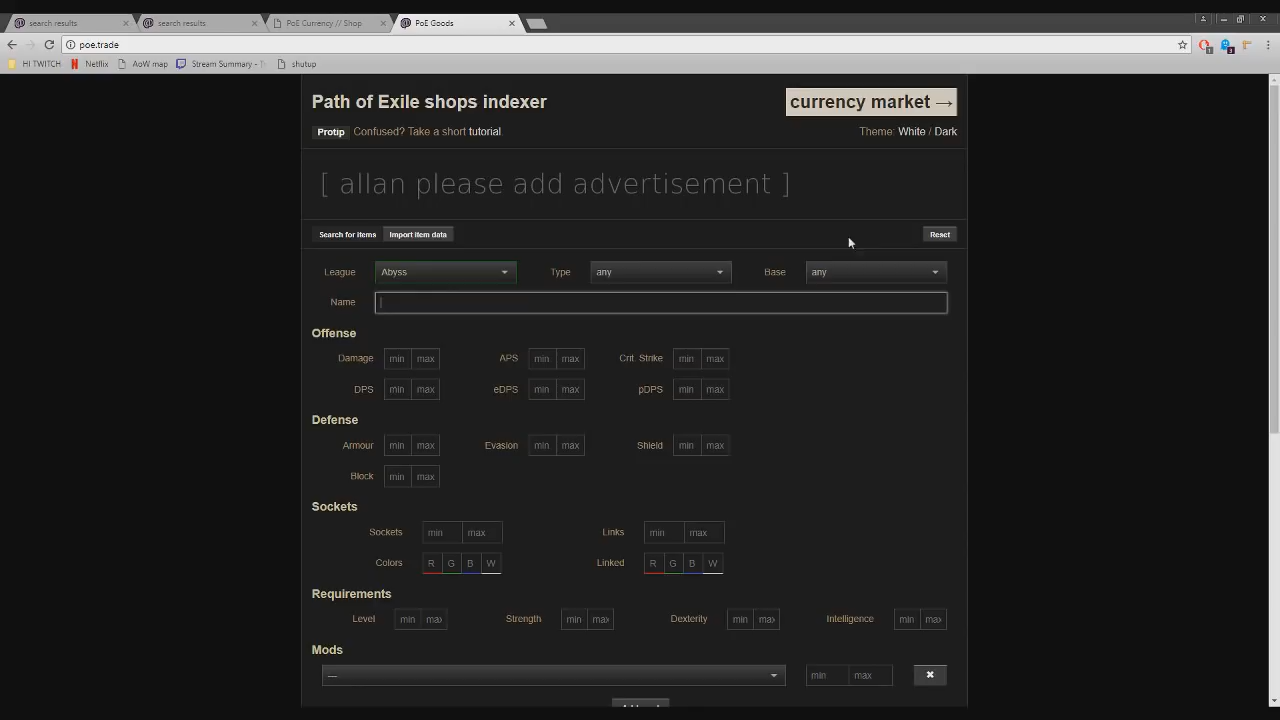 search results
search results
PoE Currency // Shop
PoE Goods
poe.trade
1
3
HI TWITCH
Netflix
AoW map
Stream Summary -
shutup
Path of Exile shops indexer
currency market →
Protip Confused? Take a short tutorial.
Theme: White / Dark
[ allan please add advertisement ]
Search for items
Import item data
Reset
League Abyss Type any Base any
Name
Offense
Damage min max APS min max Crit. Strike min max
DPS min max eDPS min max pDPS min max
Defense
Armour min max Evasion min max Shield min max
Block min max
Sockets
Sockets min max Links min max
Colors R G B W Linked R G B W
Requirements
Level min max Strength min max Dexterity min max Intelligence min max
Mods
— min max